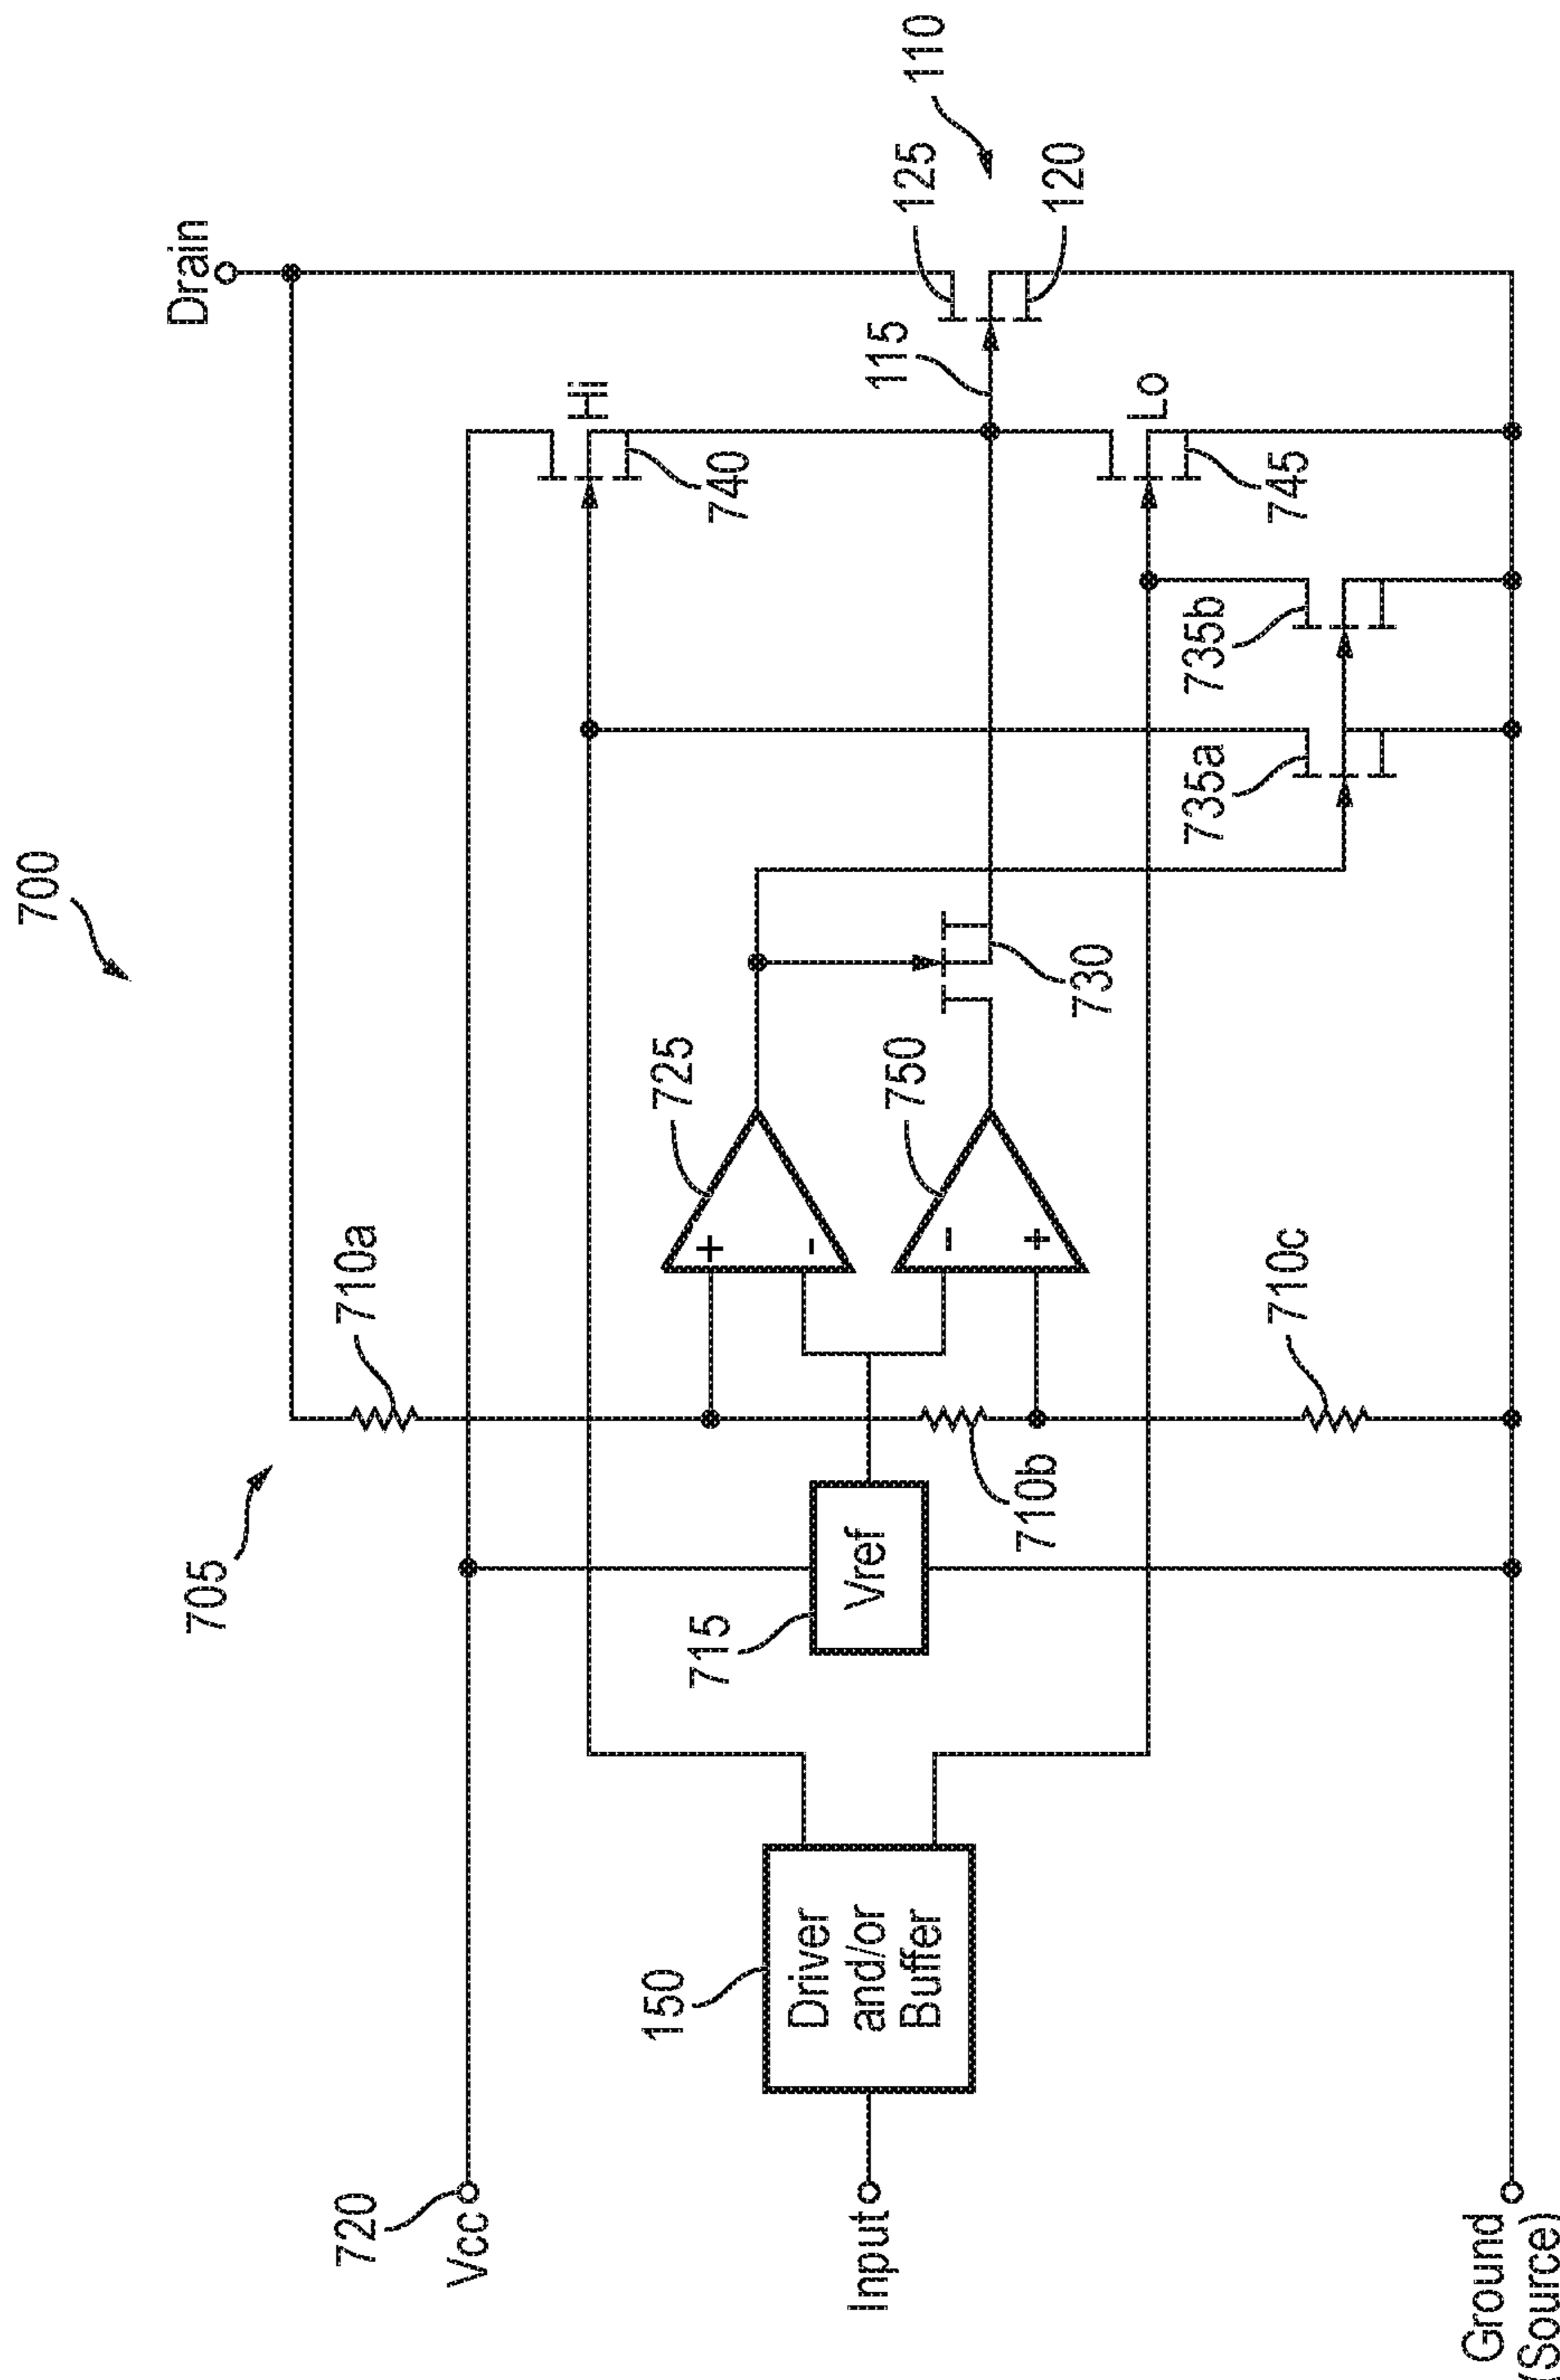 700
705
Drain
720
Vcc
Input
Ground
(Source)
150
Driver
and/or
Buffer
715
Vref
710a
710b
710c
725
+
-
750
-
+
730
735a
735b
Hi
740
Lo
745
115
125
120
110